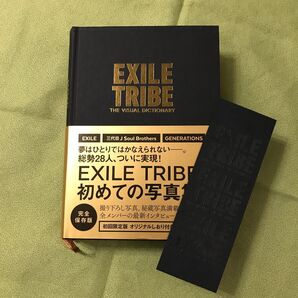 EXILE
TRIBE
THE VISUAL DICTIONARY
EXILE
三代目 J Soul Brothers
GENERATIONS
夢はひとりではかなえられない――。
総勢28人、ついに実現!
EXILE TRIBE
初めての写真
完全
保存版
撮り下ろし写真、秘蔵写真満載
全メンバーの最新インタビュー
初回限定版 オリジナルしおり付
EXILE
TRIBE